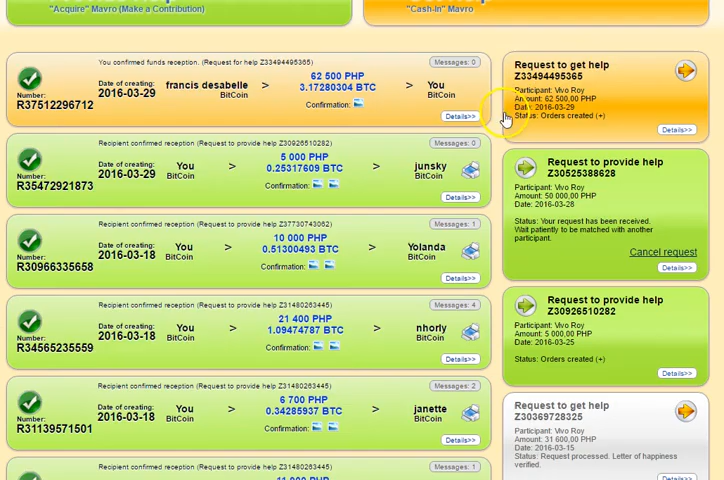 "Acquire" Mavro (Make a Contribution)
"Cash-In" Mavro
You confirmed funds reception. (Request for help Z33494495365)
Messages: 0
Number:
R37512296712
Date of creating:
2016-03-29
francis desabelle
BitCoin
>
62 500 PHP
3.17280304 BTC
Confirmation:
>
You
BitCoin
Details>>
Recipient confirmed reception (Request to provide help Z30926510282)
Messages: 0
Number:
R35472921873
Date of creating:
2016-03-29
You
BitCoin
>
5 000 PHP
0.25317609 BTC
Confirmation:
>
junsky
BitCoin
Details>>
Recipient confirmed reception (Request to provide help Z37730743062)
Messages: 1
Number:
R30966335658
Date of creating:
2016-03-18
You
BitCoin
>
10 000 PHP
0.51300493 BTC
Confirmation:
>
Yolanda
BitCoin
Details>>
Recipient confirmed reception (Request to provide help Z31480263445)
Messages: 4
Number:
R34565235559
Date of creating:
2016-03-18
You
BitCoin
>
21 400 PHP
1.09474787 BTC
Confirmation:
>
nhorly
BitCoin
Details>>
Recipient confirmed reception (Request to provide help Z31480263445)
Messages: 2
Number:
R31139571501
Date of creating:
2016-03-18
You
BitCoin
>
6 700 PHP
0.34285937 BTC
Confirmation:
>
janette
BitCoin
Details>>
Recipient confirmed reception (Request to provide help Z31480263445)
Messages: 1
Request to get help
Z33494495365
Participant: Vivo Roy
Amount: 62 500,00 PHP
Date: 2016-03-29
Status: Orders created (+)
Details>>
Request to provide help
Z30525388628
Participant: Vivo Roy
Amount: 50 000,00 PHP
Date: 2016-03-28
Status: Your request has been received.
Wait patiently to be matched with another
participant.
Cancel request
Details>>
Request to provide help
Z30926510282
Participant: Vivo Roy
Amount: 5 000,00 PHP
Date: 2016-03-25
Status: Orders created (+)
Details>>
Request to get help
Z30369728325
Participant: Vivo Roy
Amount: 31 600,00 PHP
Date: 2016-03-15
Status: Request processed. Letter of happiness
verified.